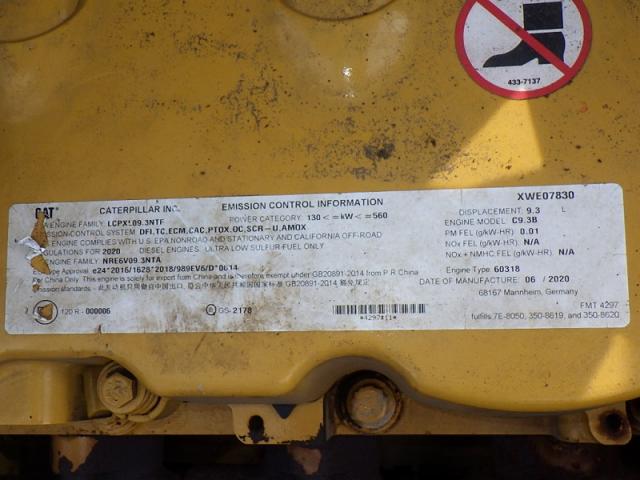 433-7137
CAT CATERPILLAR INC. EMISSION CONTROL INFORMATION XWE07830
ENGINE FAMILY: LCPXL09.3NTF POWER CATEGORY: 130 <=kW<=560 DISPLACEMENT: 9.3 L
EMISSION-CONTROL SYSTEM DFI,TC,ECM,CAC,PTOX,OC,SCR-U,AMOX ENGINE MODEL: C9.3B
ENGINE COMPLIES WITH U.S. EPA NONROAD AND STATIONARY AND CALIFORNIA OFF-ROAD PM FEL (g/kW-HR) 0.01
REGULATIONS FOR 2020 DIESEL ENGINES. ULTRA LOW SULFUR FUEL ONLY NOx FEL (g/kW-HR) N/A
ENGINE FAMILY: NRE6V09.3NTA NOx + NMHC FEL (g/kW-HR) N/A
Type Approval e24*2016/1628*2018/989EV6/D*0614 Engine Type: 60318
This engine is solely for export from China and is therefore exempt under GB20891-2014 from P R China DATE OF MANUFACTURE 06 / 2020
standards 68167 Mannheim, Germany
For China Only:
120 R - 000006 GS- 2178 FMT 4297
fulfills 7E-8050, 350-8619, and 350-8620